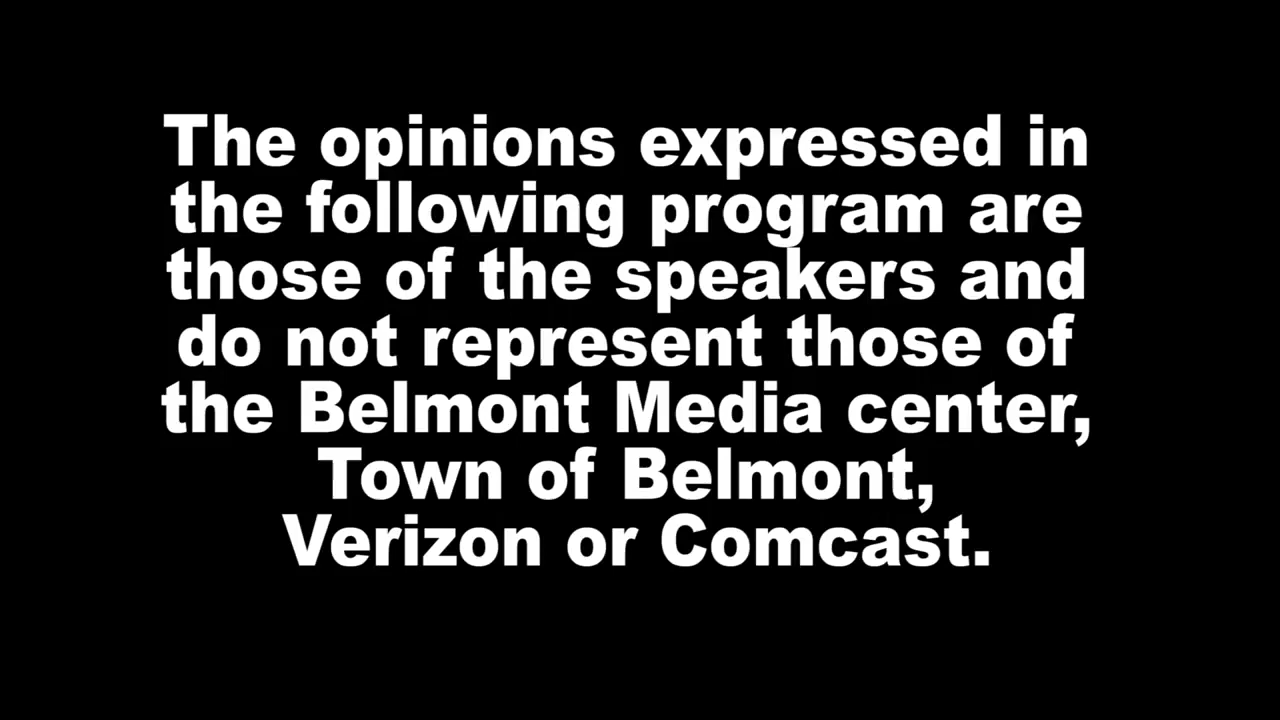 The opinions expressed in
the following program are
those of the speakers and
do not represent those of
the Belmont Media center,
Town of Belmont,
Verizon or Comcast.